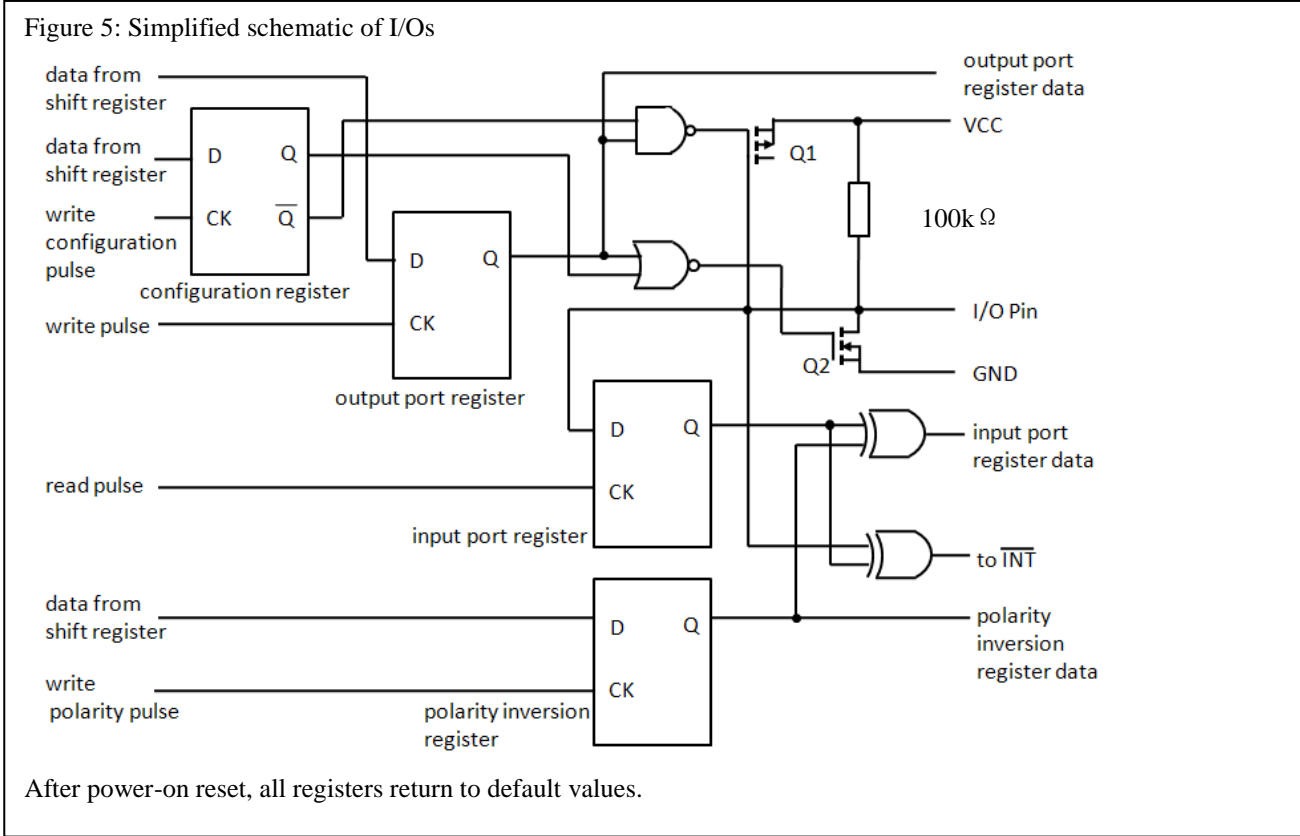 Figure 5: Simplified schematic of I/Os
data from
shift register
output port
register data
VCC
Q1
data from
shift register
D
Q
write
configuration
pulse
CK
Q̅
configuration register
100k Ω
D
Q
write pulse
CK
output port register
I/O Pin
Q2
GND
D
Q
input port
register data
read pulse
CK
input port register
to I̅N̅T̅
data from
shift register
D
Q
polarity
inversion
register data
write
polarity pulse
CK
polarity inversion
register
After power-on reset, all registers return to default values.